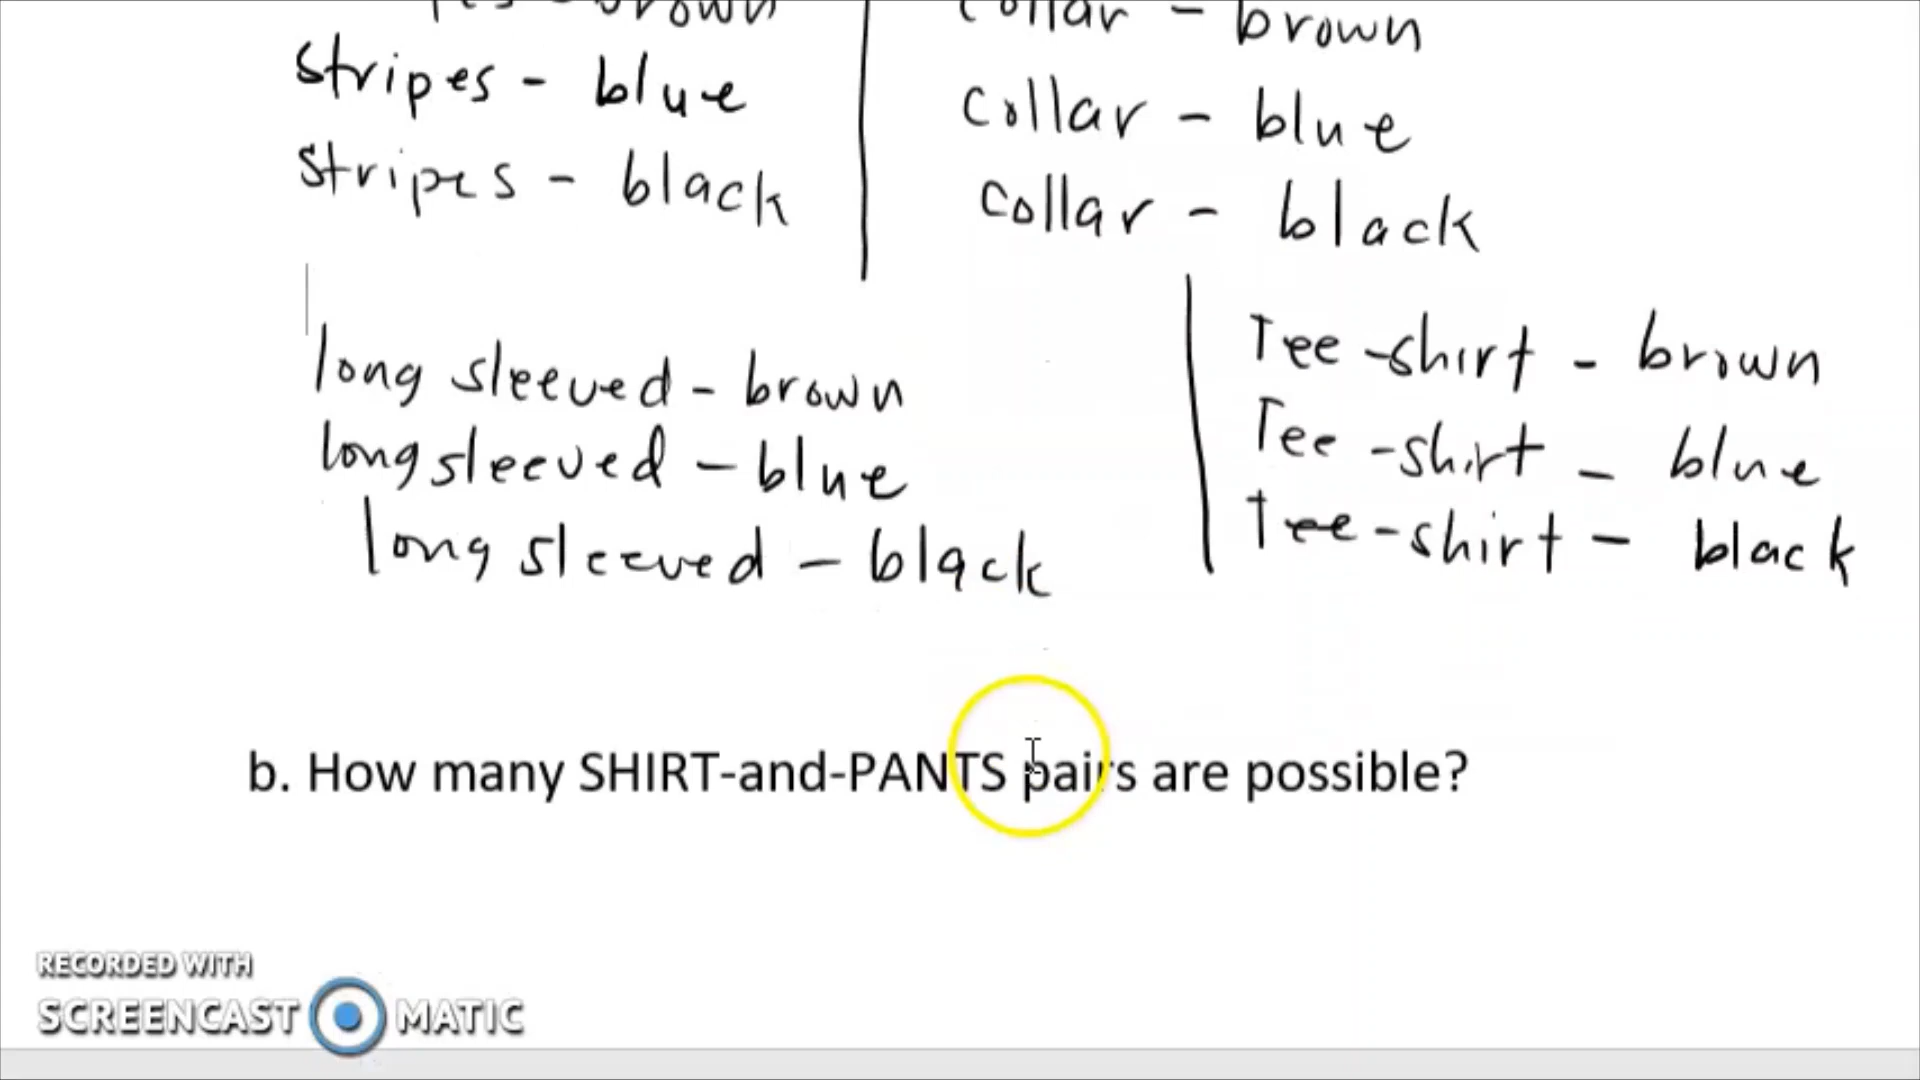 brown
stripes - blue
stripes - black
collar - brown
collar - blue
collar - black
long sleeved - brown
long sleeved - blue
long sleeved - black
Tee-shirt - brown
Tee-shirt - blue
Tee-shirt - black
b. How many SHIRT-and-PANTS pairs are possible?
RECORDED WITH
SCREENCAST MATIC